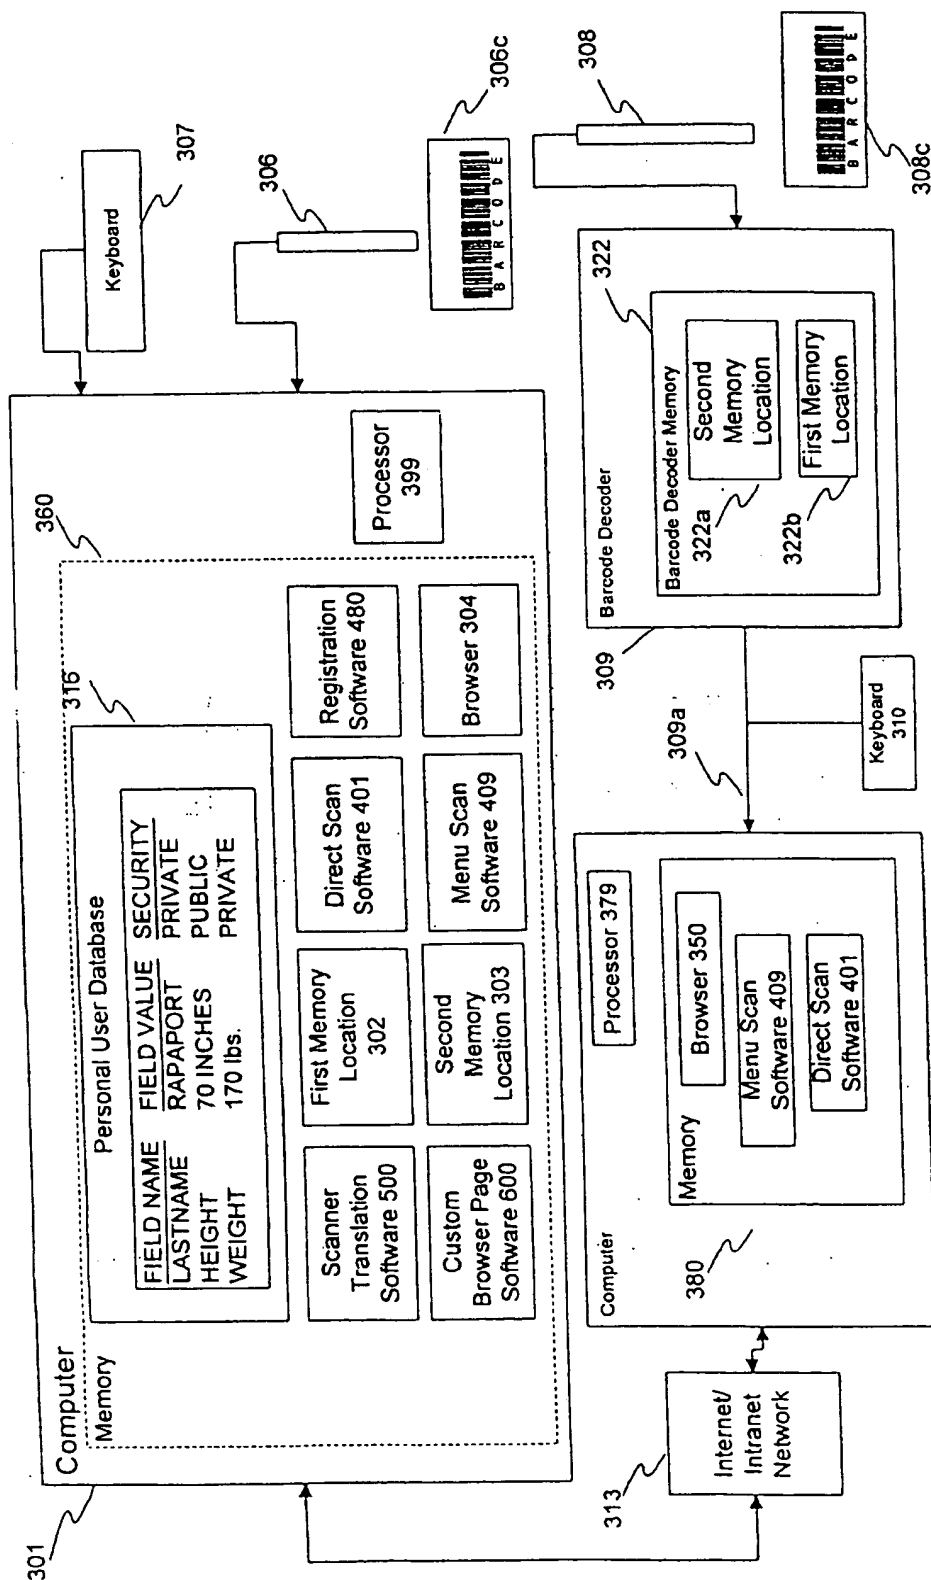 301
Computer
Memory
360
316
Personal User Database
FIELD NAME FIELD VALUE SECURITY
LASTNAME RAPAPORT PRIVATE
HEIGHT 70 INCHES PUBLIC
WEIGHT 170 lbs. PRIVATE
Scanner
Translation
Software 500
First Memory
Location
302
Direct Scan
Software 401
Registration
Software 480
Custom
Browser Page
Software 600
Second
Memory
Location 303
Menu Scan
Software 409
Browser 304
Processor
399
Keyboard
307
306
BARCODE
306c
313
Internet/
Intranet
Network
Computer
380
Memory
Processor 379
Browser 350
Menu Scan
Software 409
Direct Scan
Software 401
309a
Keyboard
310
309
Barcode Decoder
322
Barcode Decoder Memory
Second
Memory
Location
322a
First Memory
Location
322b
308
BARCODE
308c